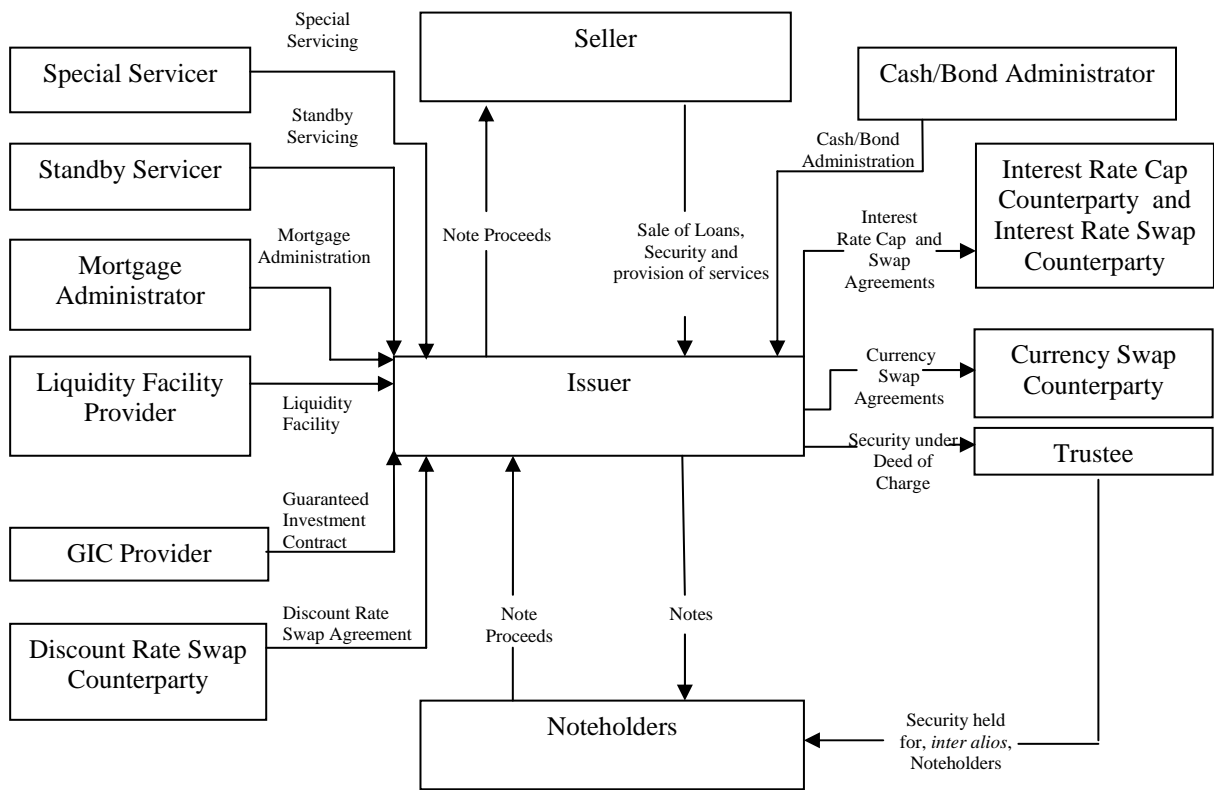 Special
Servicing
Seller
Special Servicer
Cash/Bond Administrator
Standby
Servicing
Cash/Bond
Administration
Standby Servicer
Interest Rate Cap
Counterparty and
Interest Rate Swap
Counterparty
Mortgage
Administration
Note Proceeds
Sale of Loans,
Security and
provision of services
Interest
Rate Cap and
Swap
Agreements
Mortgage
Administrator
Liquidity Facility
Provider
Liquidity
Facility
Issuer
Currency
Swap
Agreements
Currency Swap
Counterparty
Security under
Deed of
Charge
Trustee
Guaranteed
Investment
Contract
GIC Provider
Discount Rate
Swap Agreement
Note
Proceeds
Notes
Discount Rate Swap
Counterparty
Noteholders
Security held
for, inter alios,
Noteholders